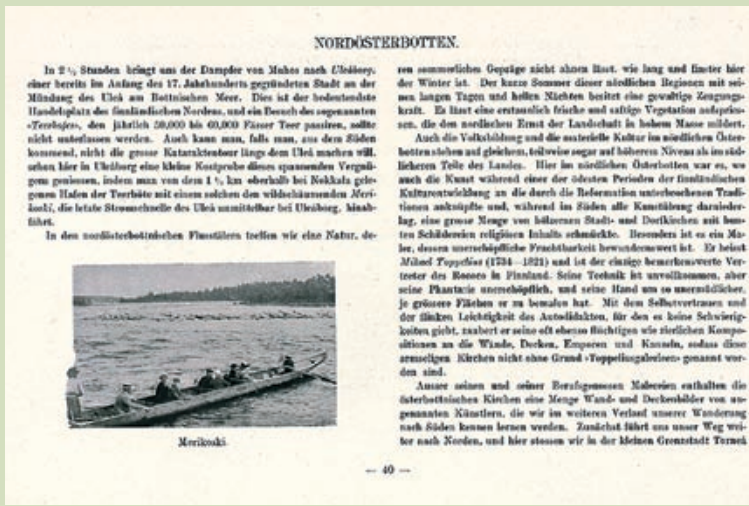 NORDÖSTERBOTTEN.
In 2 ½ Stunden bringt uns der Dampfer von Muhos nach Uleåborg,
einer bereits im Anfang des 17. Jahrhunderts gegründeten Stadt an der
Mündung des Uleå am Bottnischen Meer. Dies ist der bedeutendste
Handelsplatz des finnländischen Nordens, und ein Besuch des sogenannten
»Teerhofes», den jährlich 50,000 bis 60,000 Fässer Teer passiren, sollte
nicht unterlassen werden. Auch kann man, falls man, aus dem Süden
kommend, nicht die grosse Kataraktentour längs dem Uleå machen will,
schon hier in Uleåborg eine kleine Kostprobe dieses spannenden Vergnü-
gens geniessen, indem man von dem 1 ½ km oberhalb bei Nokkala gele-
genen Hafen der Teerböte mit einem solchen den wildschäumenden Meri-
koski, die letzte Stromschnelle des Uleå unmittelbar bei Uleåborg, hinab-
fährt.
In den nordösterbottnischen Flussthälern treffen wir eine Natur, de-
Merikoski.
ren sommerliches Gepräge nicht ahnen lässt, wie lang und finster hier
der Winter ist. Der kurze Sommer dieser nördlichen Regionen mit sei-
nen langen Tagen und hellen Nächten besitzt eine gewaltige Zeugungs-
kraft. Es lässt eine erstaunlich frische und saftige Vegetation aufspries-
sen, die den nordischen Ernst der Landschaft in hohem Masse mildert.
Auch die Volksbildung und die materielle Kultur im nördlichen Öster-
botten stehen auf gleichem, teilweise sogar auf höherem Niveau als im süd-
licheren Teile des Landes. Hier im nördlichen Österbotten war es, wo
auch die Kunst während einer der ödesten Perioden der finnländischen
Kulturentwicklung an die durch die Reformation unterbrochenen Tradi-
tionen anknüpfte und, während im Süden alle Kunstübung darnieder-
lag, eine grosse Menge von hölzernen Stadt- und Dorfkirchen mit bun-
ten Schildereien religiösen Inhalts schmückte. Besonders ist es ein Ma-
ler, dessen unerschöpfliche Fruchtbarkeit bewundernswert ist. Er heisst
Mikael Toppelius (1734—1821) und ist der einzige bemerkenswerte Ver-
treter des Rococo in Finnland. Seine Technik ist unvollkommen, aber
seine Phantasie unerschöpflich, und seine Hand um so unermüdlicher,
je grössere Flächen er zu bemalen hat. Mit dem Selbstvertrauen und
der flinken Leichtigkeit des Autodidakten, für den es keine Schwierig-
keiten giebt, zaubert er seine oft ebenso flüchtigen wie zierlichen Kompo-
sitionen an die Wände, Decken, Emporen und Kanzeln, sodass diese
armseligen Kirchen nicht ohne Grund »Toppeliusgalerien» genannt wor-
den sind.
Ausser seinen und seiner Berufsgenossen Malereien enthalten die
österbottnischen Kirchen eine Menge Wand- und Deckenbilder von un-
genannten Künstlern, die wir im weiteren Verlauf unserer Wanderung
nach Süden kennen lernen werden. Zunächst führt uns unser Weg wei-
ter nach Norden, und hier stossen wir in der kleinen Grenzstadt Torneå
— 40 —